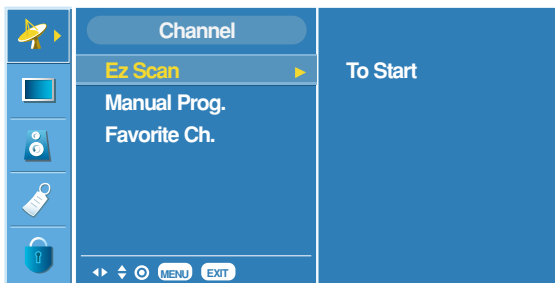 Channel
Ez Scan To Start
Manual Prog.
Favorite Ch.
MENU EXIT